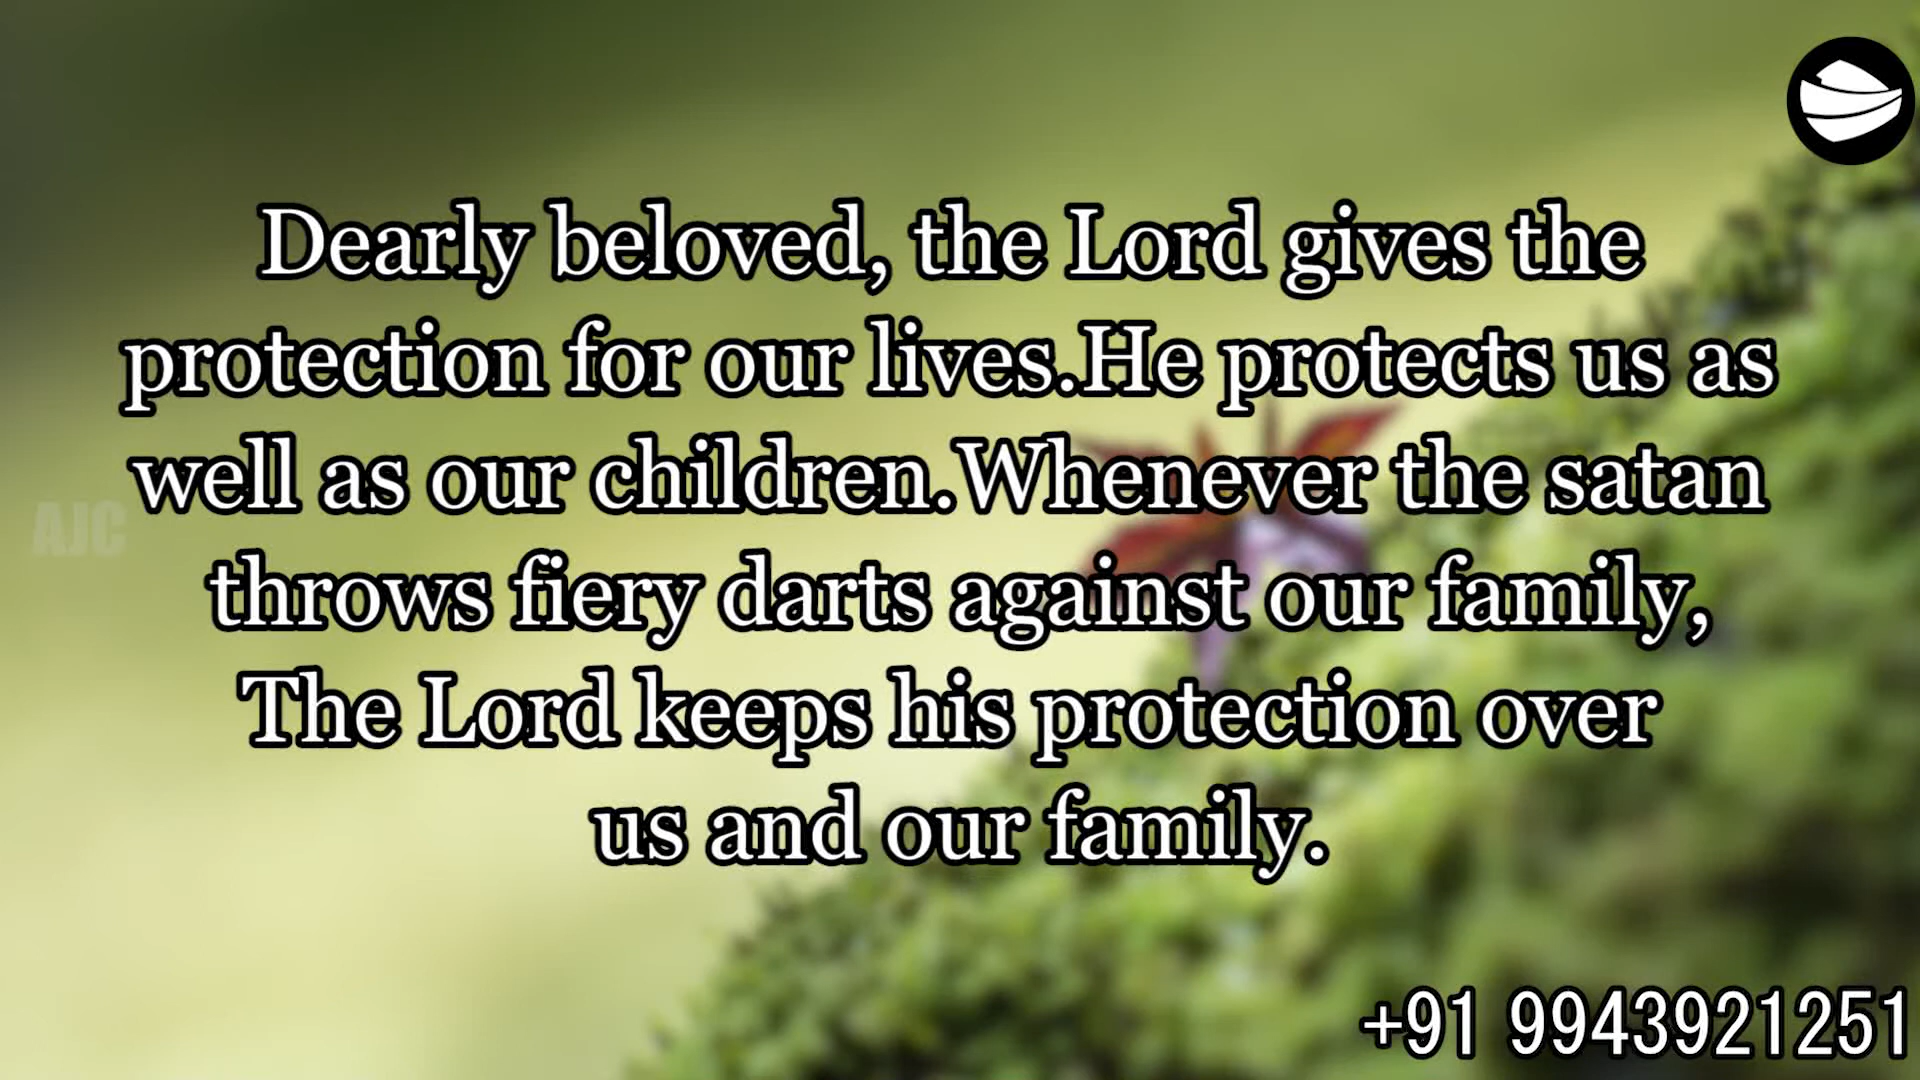 Dearly beloved, the Lord gives the
protection for our lives.He protects us as
well as our children.Whenever the satan
throws fiery darts against our family,
The Lord keeps his protection over
us and our family.
AJC
+91 9943921251